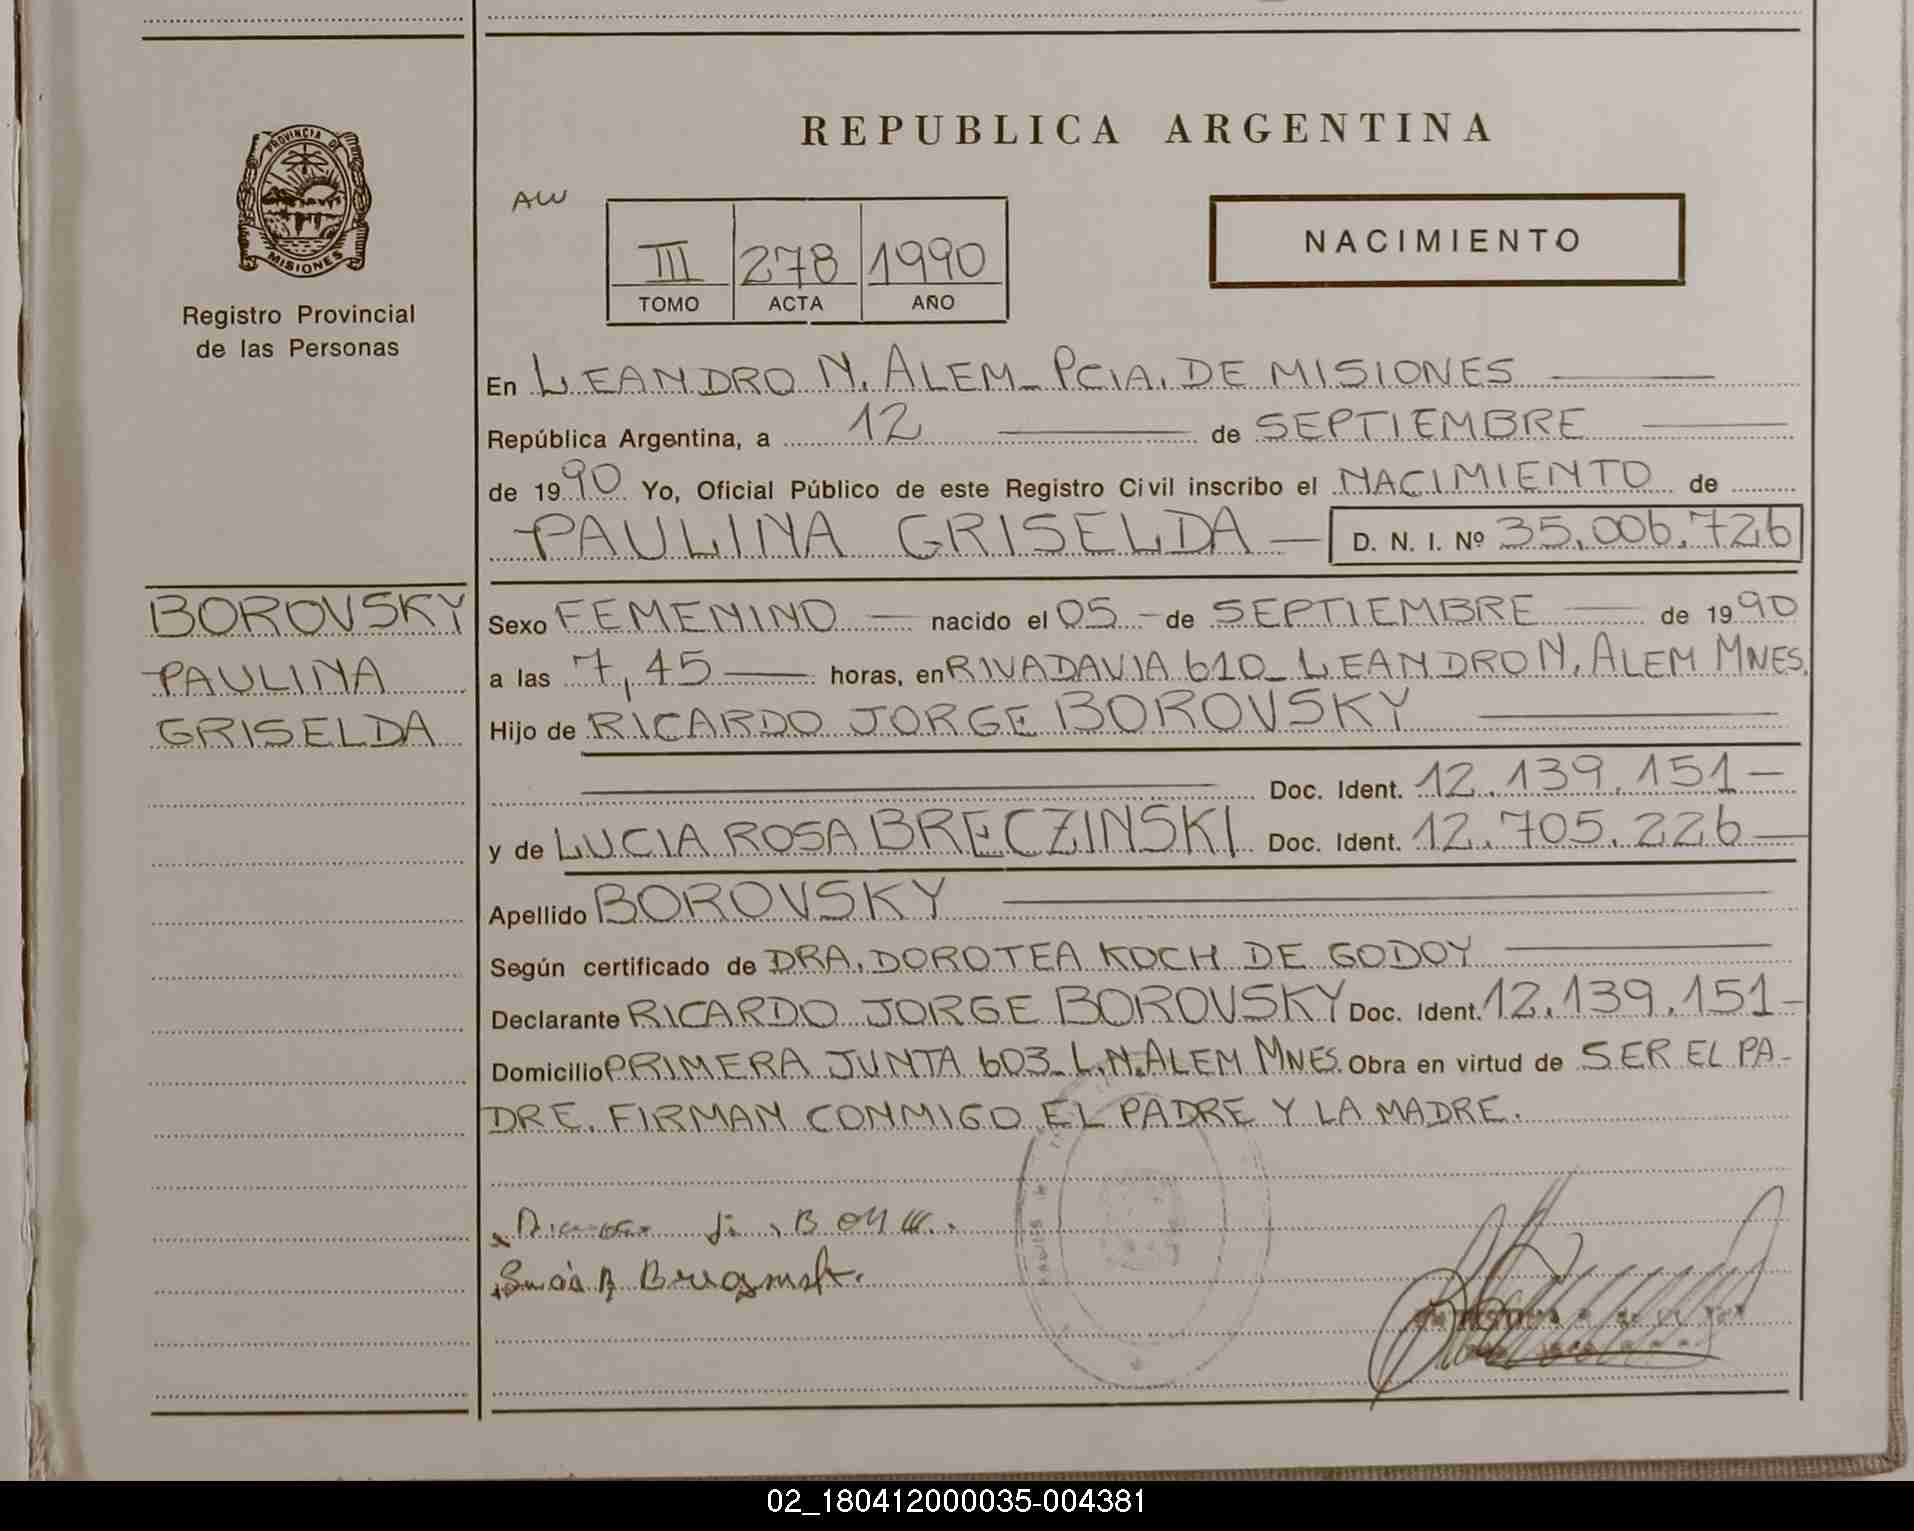 PROVINCIA DE
MISIONES
Registro Provincial
de las Personas
REPUBLICA ARGENTINA
AW
III 278 1990
TOMO ACTA AÑO
NACIMIENTO
En LEANDRO N. ALEM_ PCIA. DE MISIONES
República Argentina, a 12 de SEPTIEMBRE
de 1990 Yo, Oficial Público de este Registro Civil inscribo el NACIMIENTO de
PAULINA GRISELDA — D. N. I. Nº 35.006.726
BOROVSKY
PAULINA
GRISELDA
Sexo FEMENINO — nacido el 05 - de SEPTIEMBRE — de 1990
a las 7,45 — horas, en RIVADAVIA 610_ LEANDRO N. ALEM MNES.
Hijo de RICARDO JORGE BOROVSKY
Doc. Ident. 12.139.151—
y de LUCIA ROSA BRECZINSKI Doc. Ident. 12.705.226—
Apellido BOROVSKY
Según certificado de DRA. DOROTEA KOCH DE GODOY
Declarante RICARDO JORGE BOROVSKY Doc. Ident. 12.139.151-
Domicilio PRIMERA JUNTA 603_ L.N.ALEM MNES. Obra en virtud de SER EL PA-
DRE. FIRMAN CONMIGO EL PADRE Y LA MADRE.
02_180412000035-004381